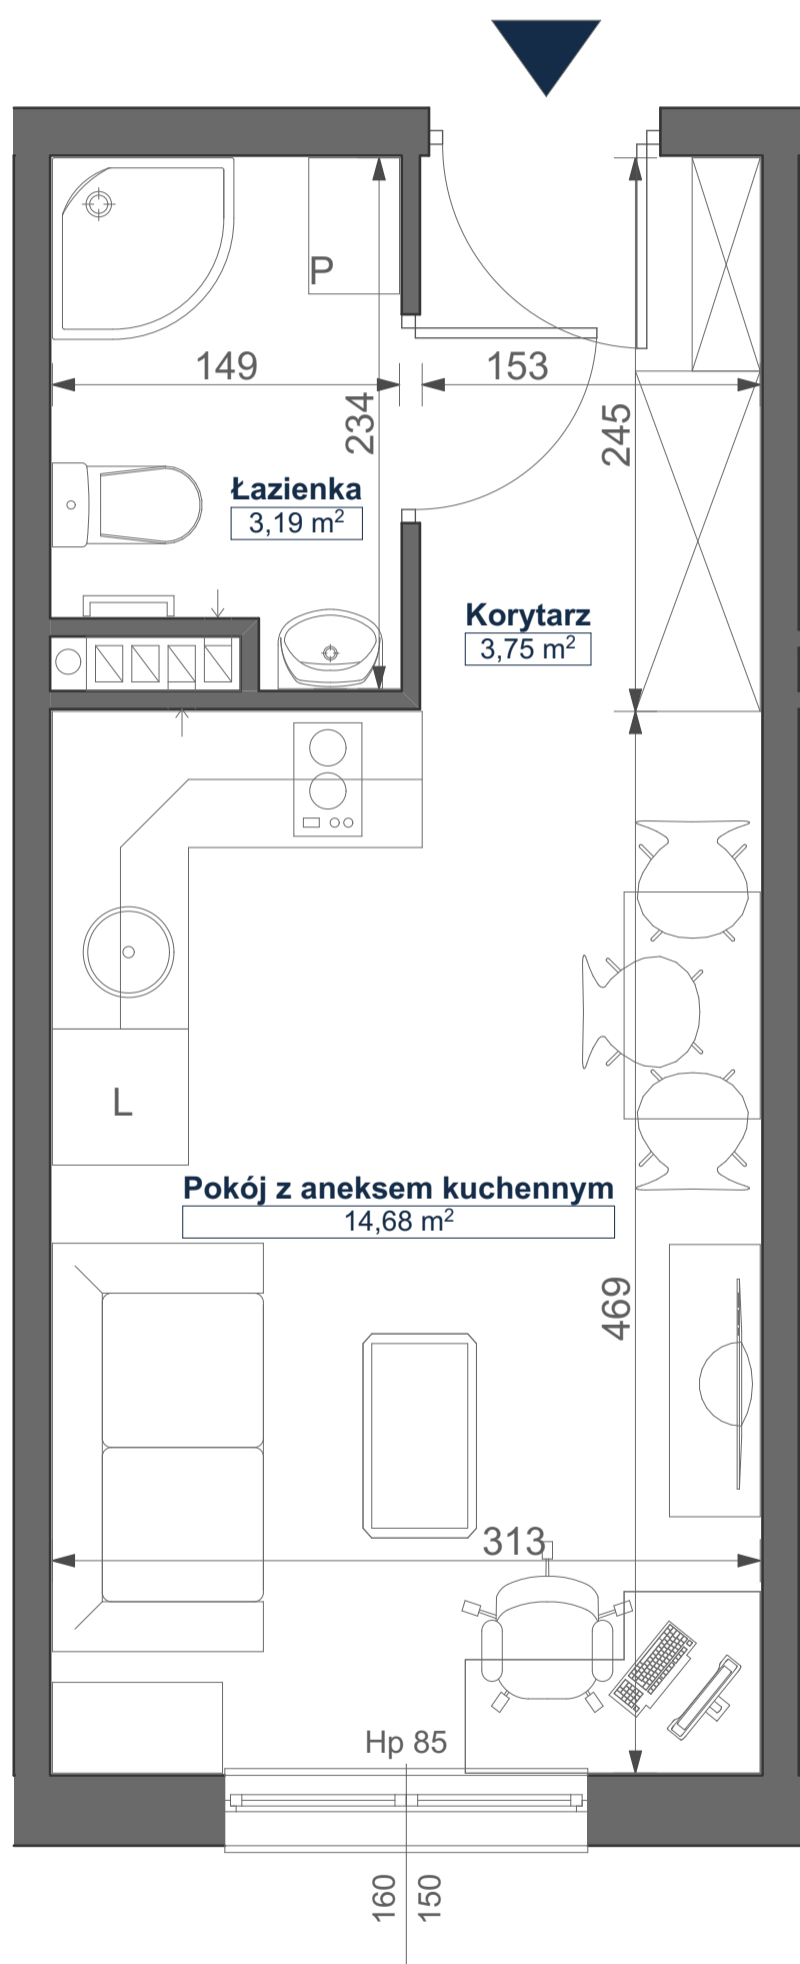 P
149
153
234
245
Łazienka
3,19 m²
Korytarz
3,75 m²
L
Pokój z aneksem kuchennym
14,68 m²
469
313
Hp 85
160
150